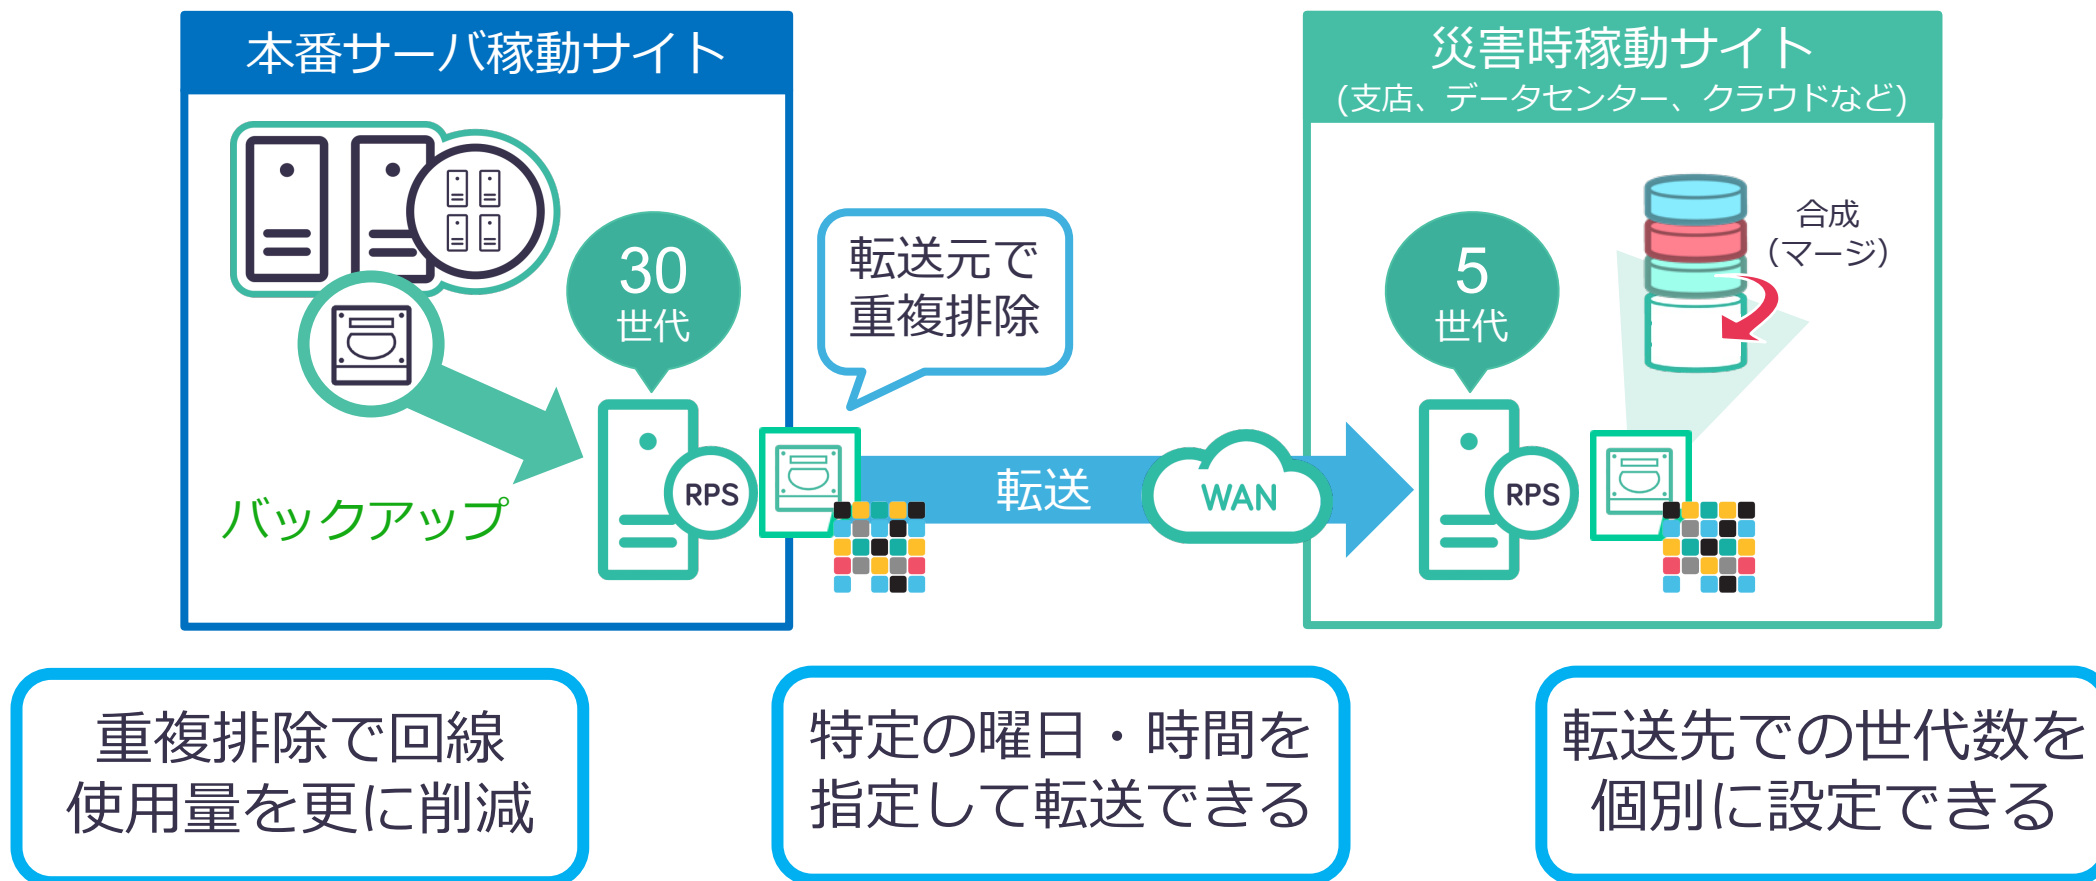 本番サーバ稼動サイト
災害時稼動サイト
(支店、データセンター、クラウドなど)
30
世代
転送元で
重複排除
5
世代
合成
(マージ)
バックアップ
RPS
転送
WAN
RPS
重複排除で回線
使用量を更に削減
特定の曜日・時間を
指定して転送できる
転送先での世代数を
個別に設定できる